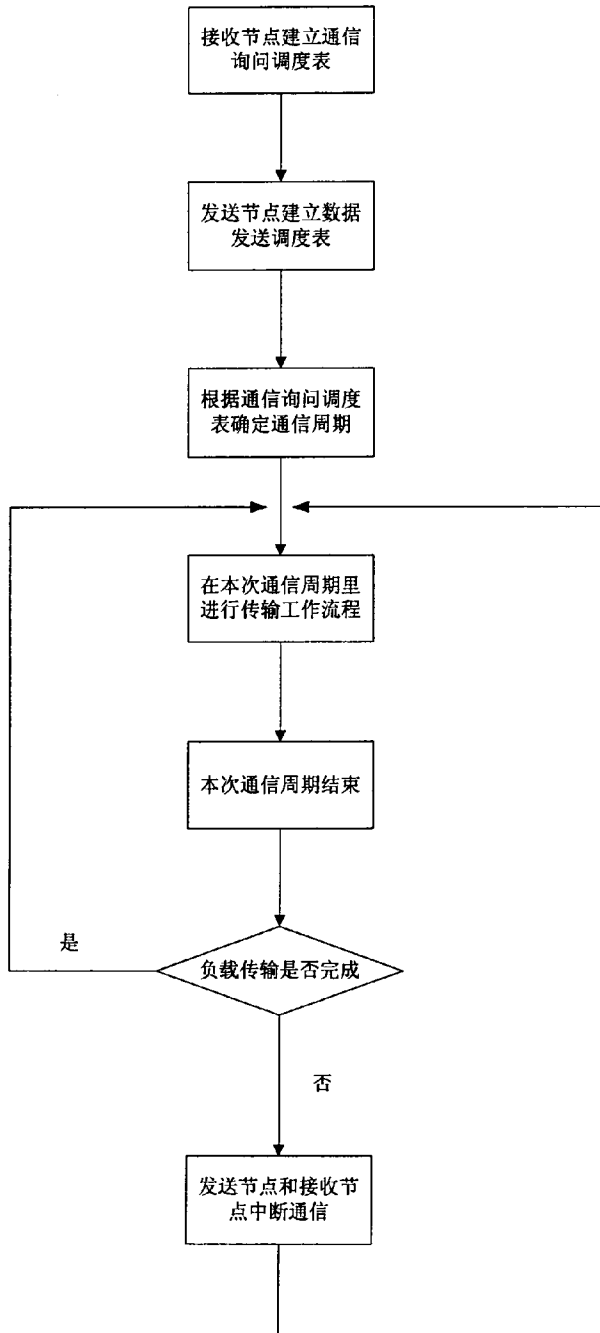 接收节点建立通信
询问调度表
发送节点建立数据
发送调度表
根据通信询问调度
表确定通信周期
在本次通信周期里
进行传输工作流程
本次通信周期结束
是
负载传输是否完成
否
发送节点和接收节
点中断通信